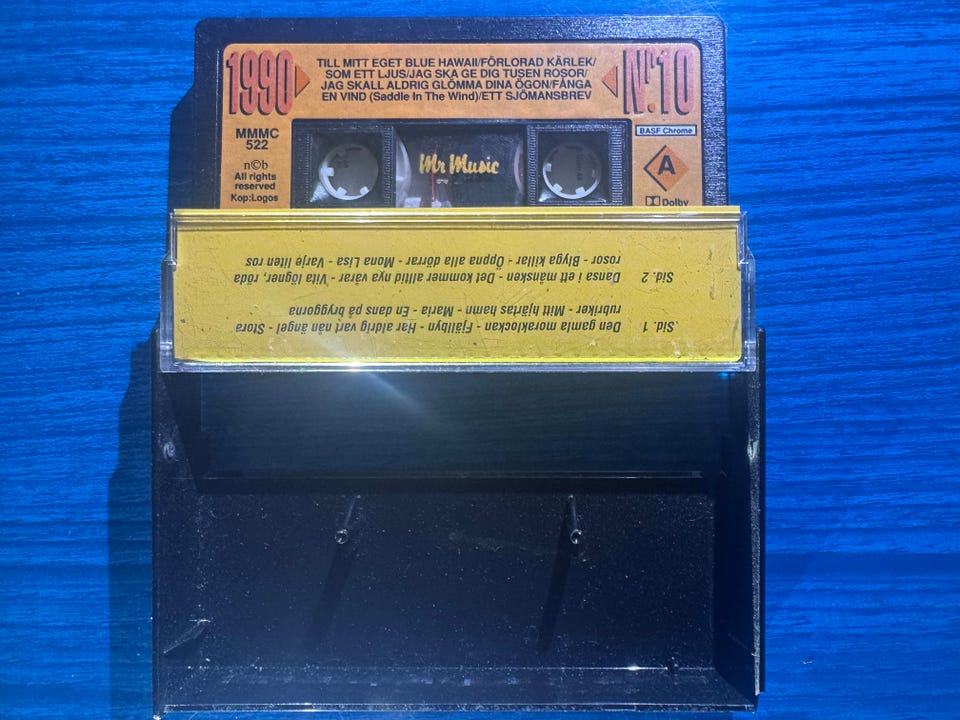 1990
TILL MITT EGET BLUE HAWAII/FÖRLORAD KÄRLEK/
SOM ETT LJUS/JAG SKA GE DIG TUSEN ROSOR/
JAG SKALL ALDRIG GLÖMMA DINA ÖGON/FÅNGA
EN VIND (Saddle In The Wind)/ETT SJÖMANSBREV
Nr.10
MMMC
522
n©b
All rights
reserved
Kop:Logos
Mr Music
BASF Chrome
A
Dolby
Sid. 1 Den gamla moraklockan - Fjällbyn - Har aldrig vart nån ängel - Stora
rubriker - Mitt hjärtas hamn - Maria - En dans på bryggorna
Sid. 2 Dansa i ett månsken - Det kommer alltid nya vårar - Vita lögner, röda
rosor - Blyga killar - Öppna alla dörrar - Mona Lisa - Varje liten ros